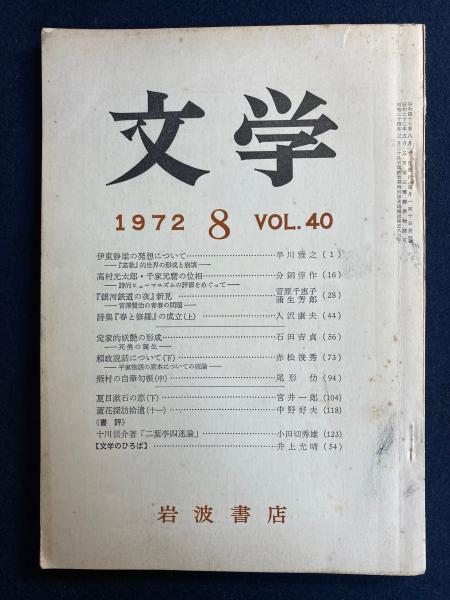 文学
1972 8 VOL.40
伊東静雄の発想について……早川雅之(1)
——『哀歌』的世界の形成と崩壊——
高村光太郎・千家元麿の位相……分銅惇作(16)
——詩的ヒューマニズムの評価をめぐって——
『銀河鉄道の夜』新見……菅原千恵子 蒲生芳郎(28)
——宮澤賢治の青春の問題——
詩集『春と修羅』の成立(上)……入沢康夫(44)
定家的妖艶の形成……石田吉貞(56)
——死美の誕生——
頼政説話について(下)……赤松俊秀(73)
——平家物語の原本についての続論——
蕪村の自筆句帳(中)……尾形仂(94)
夏目漱石の恋(下)……宮井一郎(104)
蘆花探訪拾遺(十一)……中野好夫(118)
《書評》
十川信介著「二葉亭四迷論」……小田切秀雄(123)
【文学のひろば】……井上光晴(54)
岩波書店